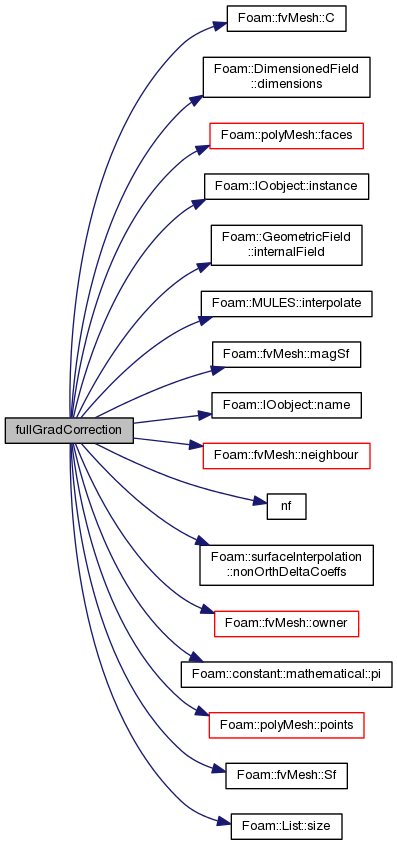 Foam::fvMesh::C
Foam::DimensionedField
::dimensions
Foam::polyMesh::faces
Foam::IOobject::instance
Foam::GeometricField
::internalField
Foam::MULES::interpolate
Foam::fvMesh::magSf
Foam::IOobject::name
fullGradCorrection
Foam::fvMesh::neighbour
nf
Foam::surfaceInterpolation
::nonOrthDeltaCoeffs
Foam::fvMesh::owner
Foam::constant::mathematical::pi
Foam::polyMesh::points
Foam::fvMesh::Sf
Foam::List::size